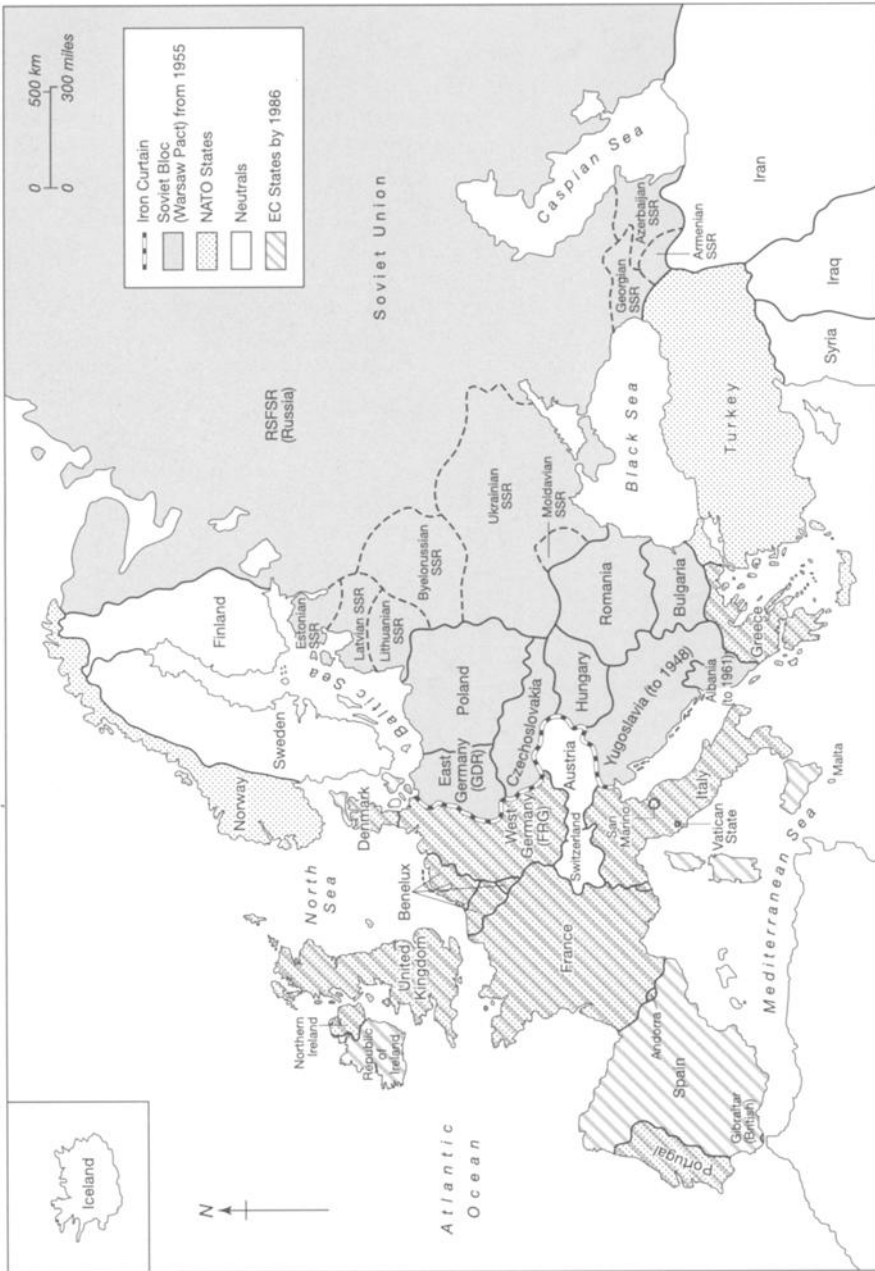 Iceland
N
Atlantic
Ocean
North
Sea
Northern
Ireland
Republic
of
Ireland
United
Kingdom
Norway
Sweden
Finland
Baltic Sea
Denmark
Benelux
East
Germany
(GDR)
West
Germany
(FRG)
Poland
Czechoslovakia
Austria
Switzerland
Hungary
France
Andorra
Spain
Portugal
Gibraltar
(British)
San
Marino
Italy
Vatican
State
Malta
Mediterranean Sea
Yugoslavia (to 1948)
Albania
(to 1961)
Greece
Bulgaria
Romania
Estonian
SSR
Latvian SSR
Lithuanian
SSR
Byelorussian
SSR
Ukrainian
SSR
Moldavian
SSR
RSFSR
(Russia)
Soviet Union
Black Sea
Turkey
Georgian
SSR
Azerbaijan
SSR
Armenian
SSR
Caspian Sea
Syria
Iraq
Iran
0 500 km
0 300 miles
Iron Curtain
Soviet Bloc
(Warsaw Pact) from 1955
NATO States
Neutrals
EC States by 1986